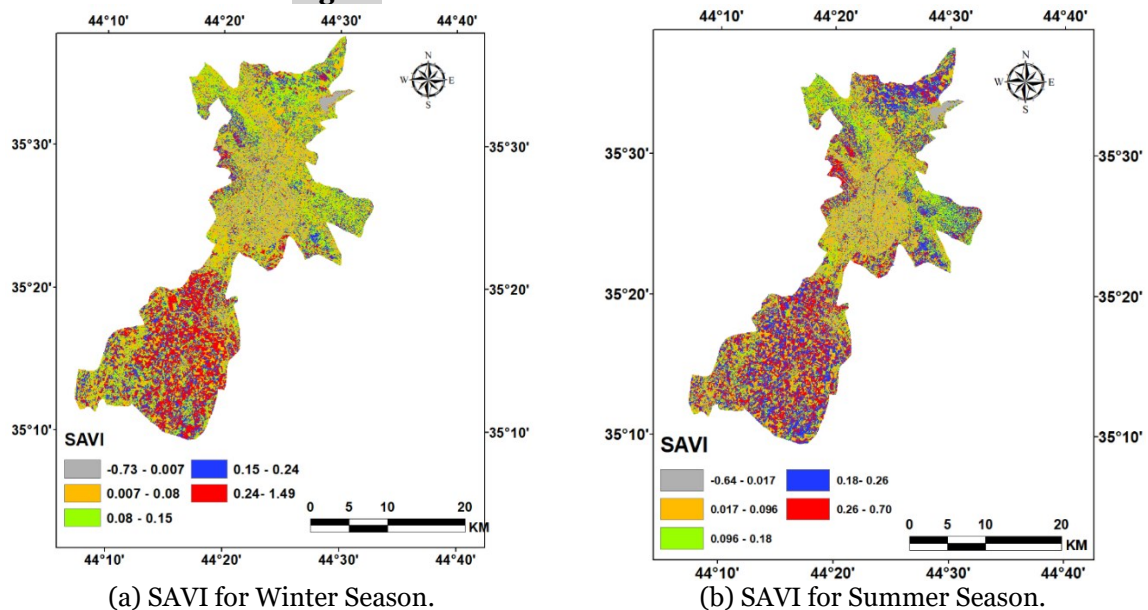 44°10' 44°20' 44°30' 44°40'
N
W E
S
35°30' 35°30'
35°20' 35°20'
35°10' 35°10'
SAVI
-0.73 - 0.007 0.15 - 0.24
0.007 - 0.08 0.24- 1.49
0.08 - 0.15
0 5 10 20
KM
44°10' 44°20' 44°30' 44°40'
(a) SAVI for Winter Season.
44°10' 44°20' 44°30' 44°40'
N
W E
S
35°30' 35°30'
35°20' 35°20'
35°10' 35°10'
SAVI
-0.64 - 0.017 0.18- 0.26
0.017 - 0.096 0.26 - 0.70
0.096 - 0.18
0 5 10 20
KM
44°10' 44°20' 44°30' 44°40'
(b) SAVI for Summer Season.